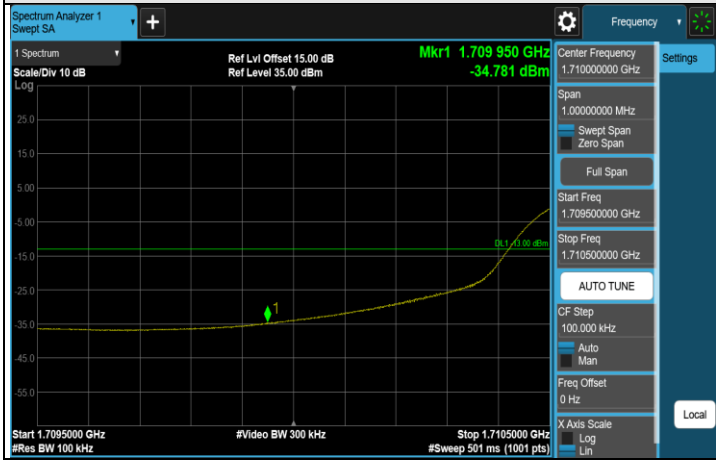 Spectrum Analyzer 1
Swept SA
+
Frequency
1 Spectrum
Scale/Div 10 dB
Ref Lvl Offset 15.00 dB
Ref Level 35.00 dBm
Mkr1 1.709 950 GHz
-34.781 dBm
Log
25.0
15.0
5.00
-5.00
-15.0
-25.0
-35.0
-45.0
-55.0
DL1 -13.00 dBm
1
Start 1.7095000 GHz
#Res BW 100 kHz
#Video BW 300 kHz
Stop 1.7105000 GHz
#Sweep 501 ms (1001 pts)
Center Frequency
1.710000000 GHz
Span
1.00000000 MHz
Swept Span
Zero Span
Full Span
Start Freq
1.709500000 GHz
Stop Freq
1.710500000 GHz
AUTO TUNE
CF Step
100.000 kHz
Auto
Man
Freq Offset
0 Hz
X Axis Scale
Log
Lin
Settings
Local